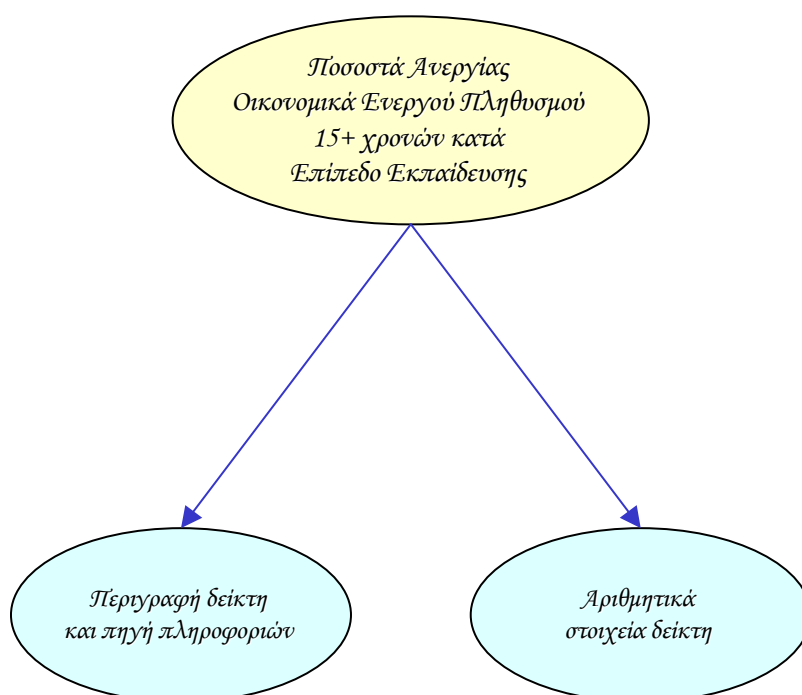 Ποσοστά Ανεργίας
Οικονομικά Ενεργού Πληθυσμού
15+ χρονών κατά
Επίπεδο Εκπαίδευσης
Περιγραφή δείκτη
και πηγή πληροφοριών
Αριθμητικά
στοιχεία δείκτη